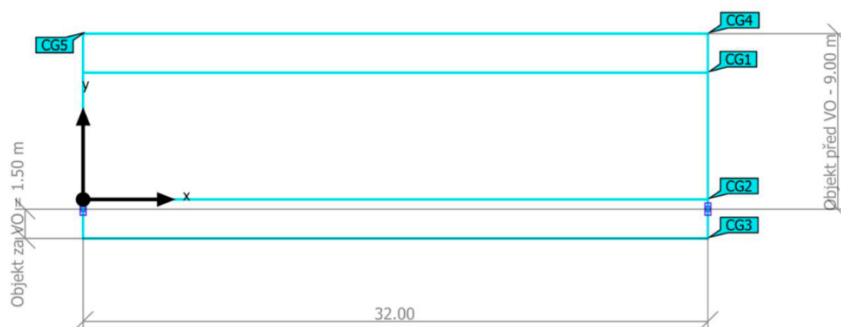 CG4
CG5
CG1
y
x
CG2
CG3
Objekt za VO - 1.50 m
Objekt před VO - 9.00 m
32.00